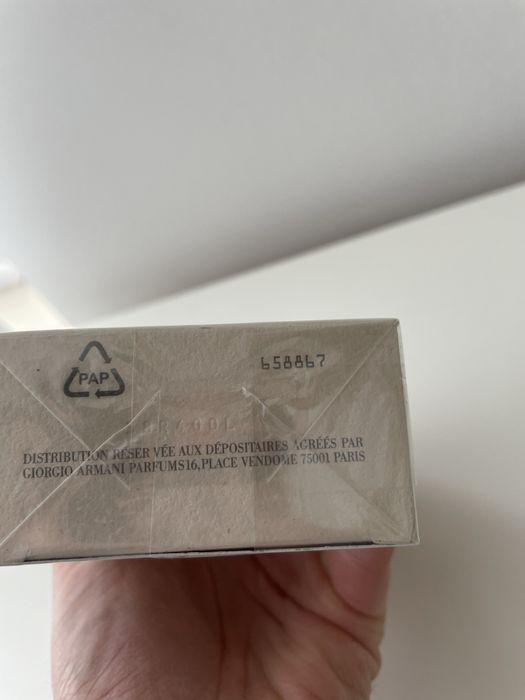 PAP
658867
DISTRIBUTION RÉSER VÉE AUX DÉPOSITAIRES AGRÉÉS PAR
GIORGIO ARMANI PARFUMS16,PLACE VENDOME 75001 PARIS